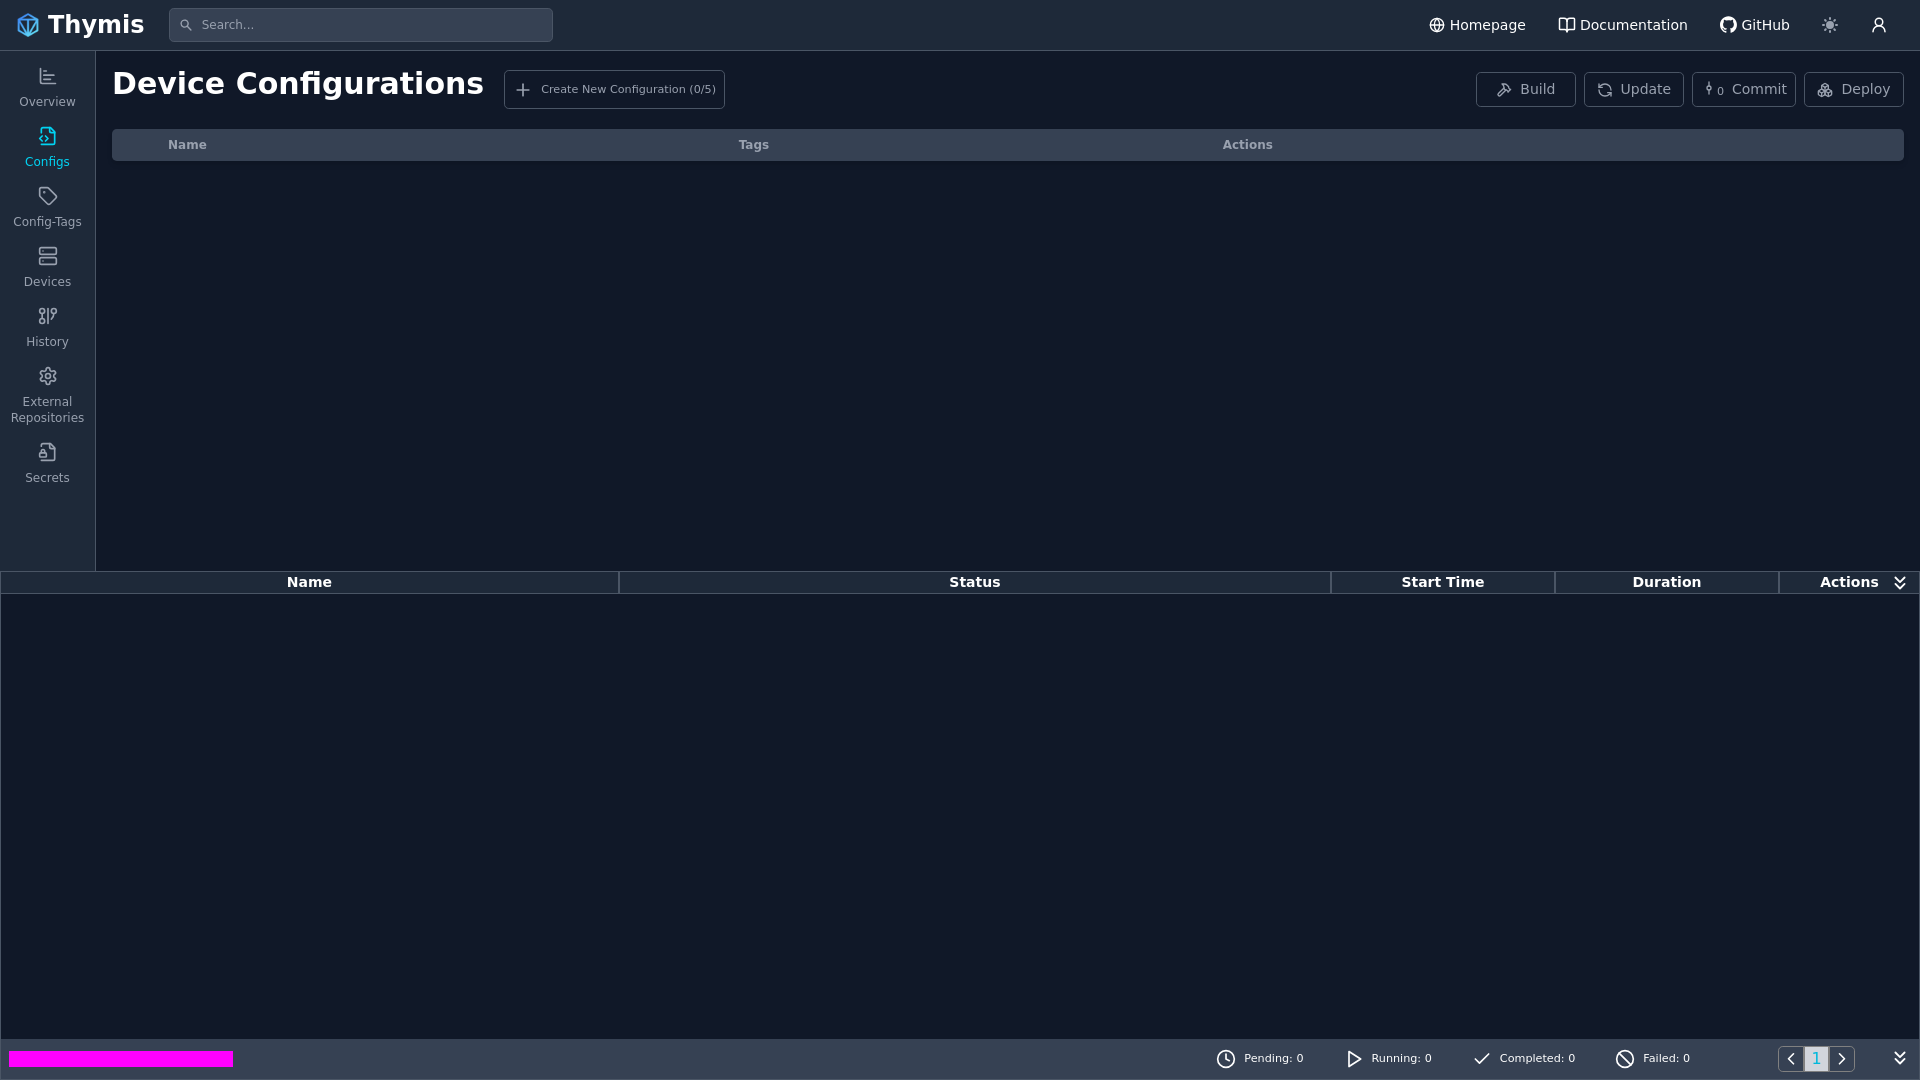 Thymis
Search...
Homepage
Documentation
GitHub
Overview
Configs
Config-Tags
Devices
History
External
Repositories
Secrets
Device Configurations
Create New Configuration (0/5)
Build
Update
0 Commit
Deploy
Name Tags Actions
Name Status Start Time Duration Actions
Pending: 0
Running: 0
Completed: 0
Failed: 0
1